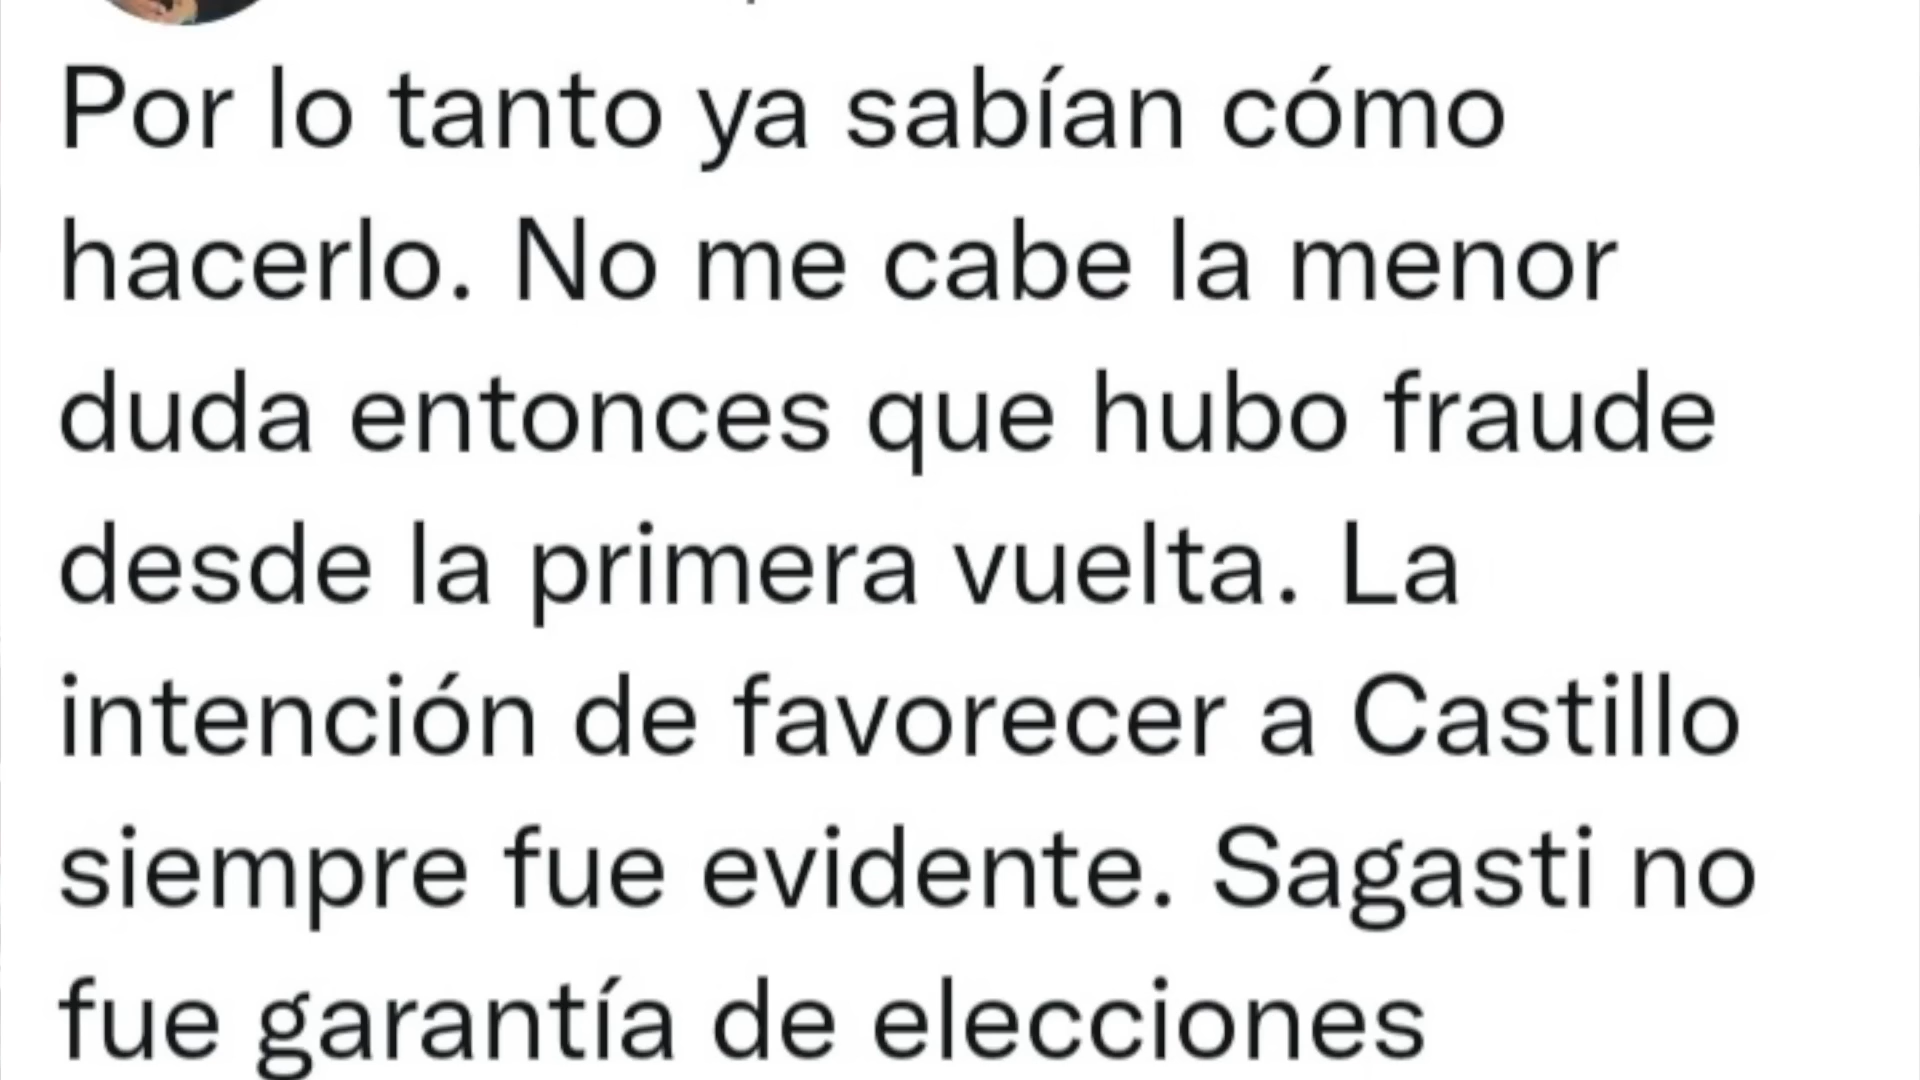 Por lo tanto ya sabían cómo
hacerlo. No me cabe la menor
duda entonces que hubo fraude
desde la primera vuelta. La
intención de favorecer a Castillo
siempre fue evidente. Sagasti no
fue garantía de elecciones